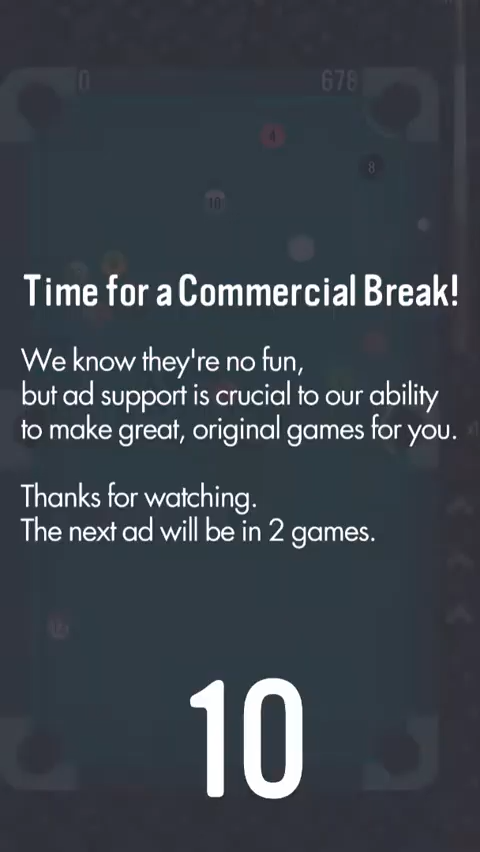 0 678
4
8
10
Time for a Commercial Break!
We know they're no fun,
but ad support is crucial to our ability
to make great, original games for you.
Thanks for watching.
The next ad will be in 2 games.
10